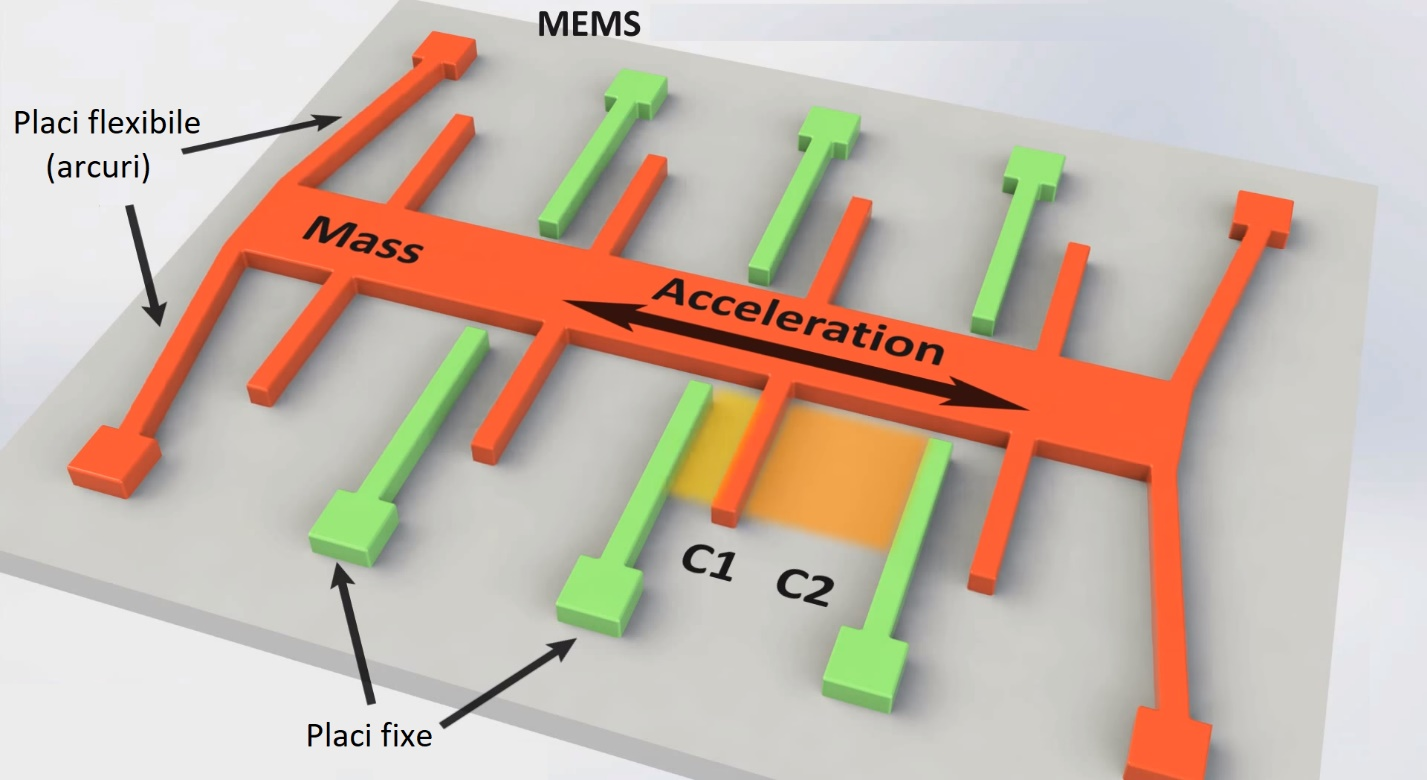 MEMS
Placi flexibile
(arcuri)
Mass
Acceleration
C1
C2
Placi fixe